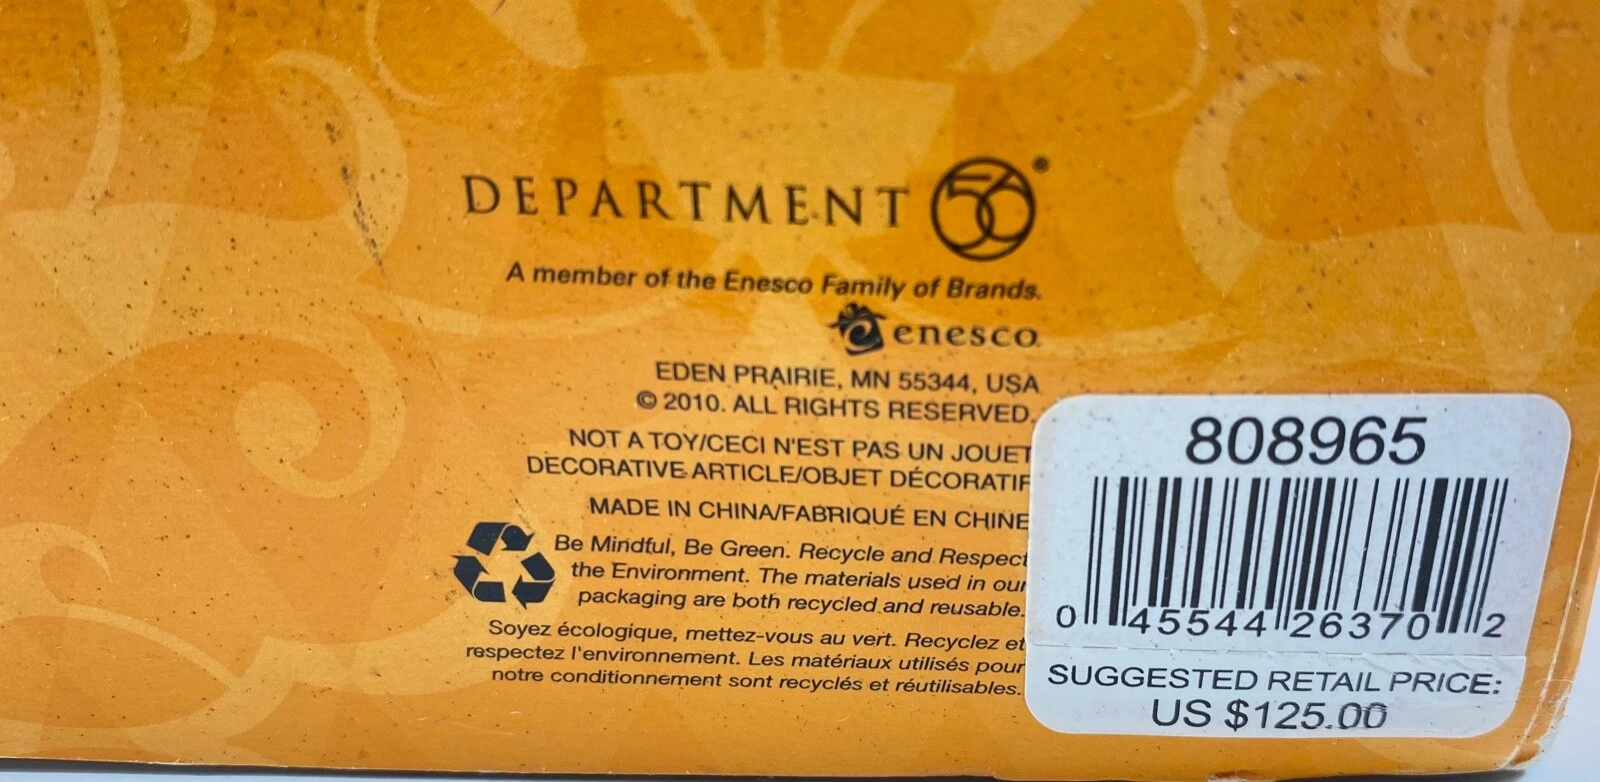 DEPARTMENT 56®
A member of the Enesco Family of Brands.
enesco.
EDEN PRAIRIE, MN 55344, USA
© 2010. ALL RIGHTS RESERVED.
NOT A TOY/CECI N'EST PAS UN JOUET
DECORATIVE ARTICLE/OBJET DÉCORATIF
MADE IN CHINA/FABRIQUÉ EN CHINE
Be Mindful, Be Green. Recycle and Respect
the Environment. The materials used in our
packaging are both recycled and reusable.
Soyez écologique, mettez-vous au vert. Recyclez et
respectez l'environnement. Les matériaux utilisés pour
notre conditionnement sont recyclés et réutilisables.
808965
0 45544 26370 2
SUGGESTED RETAIL PRICE:
US $125.00